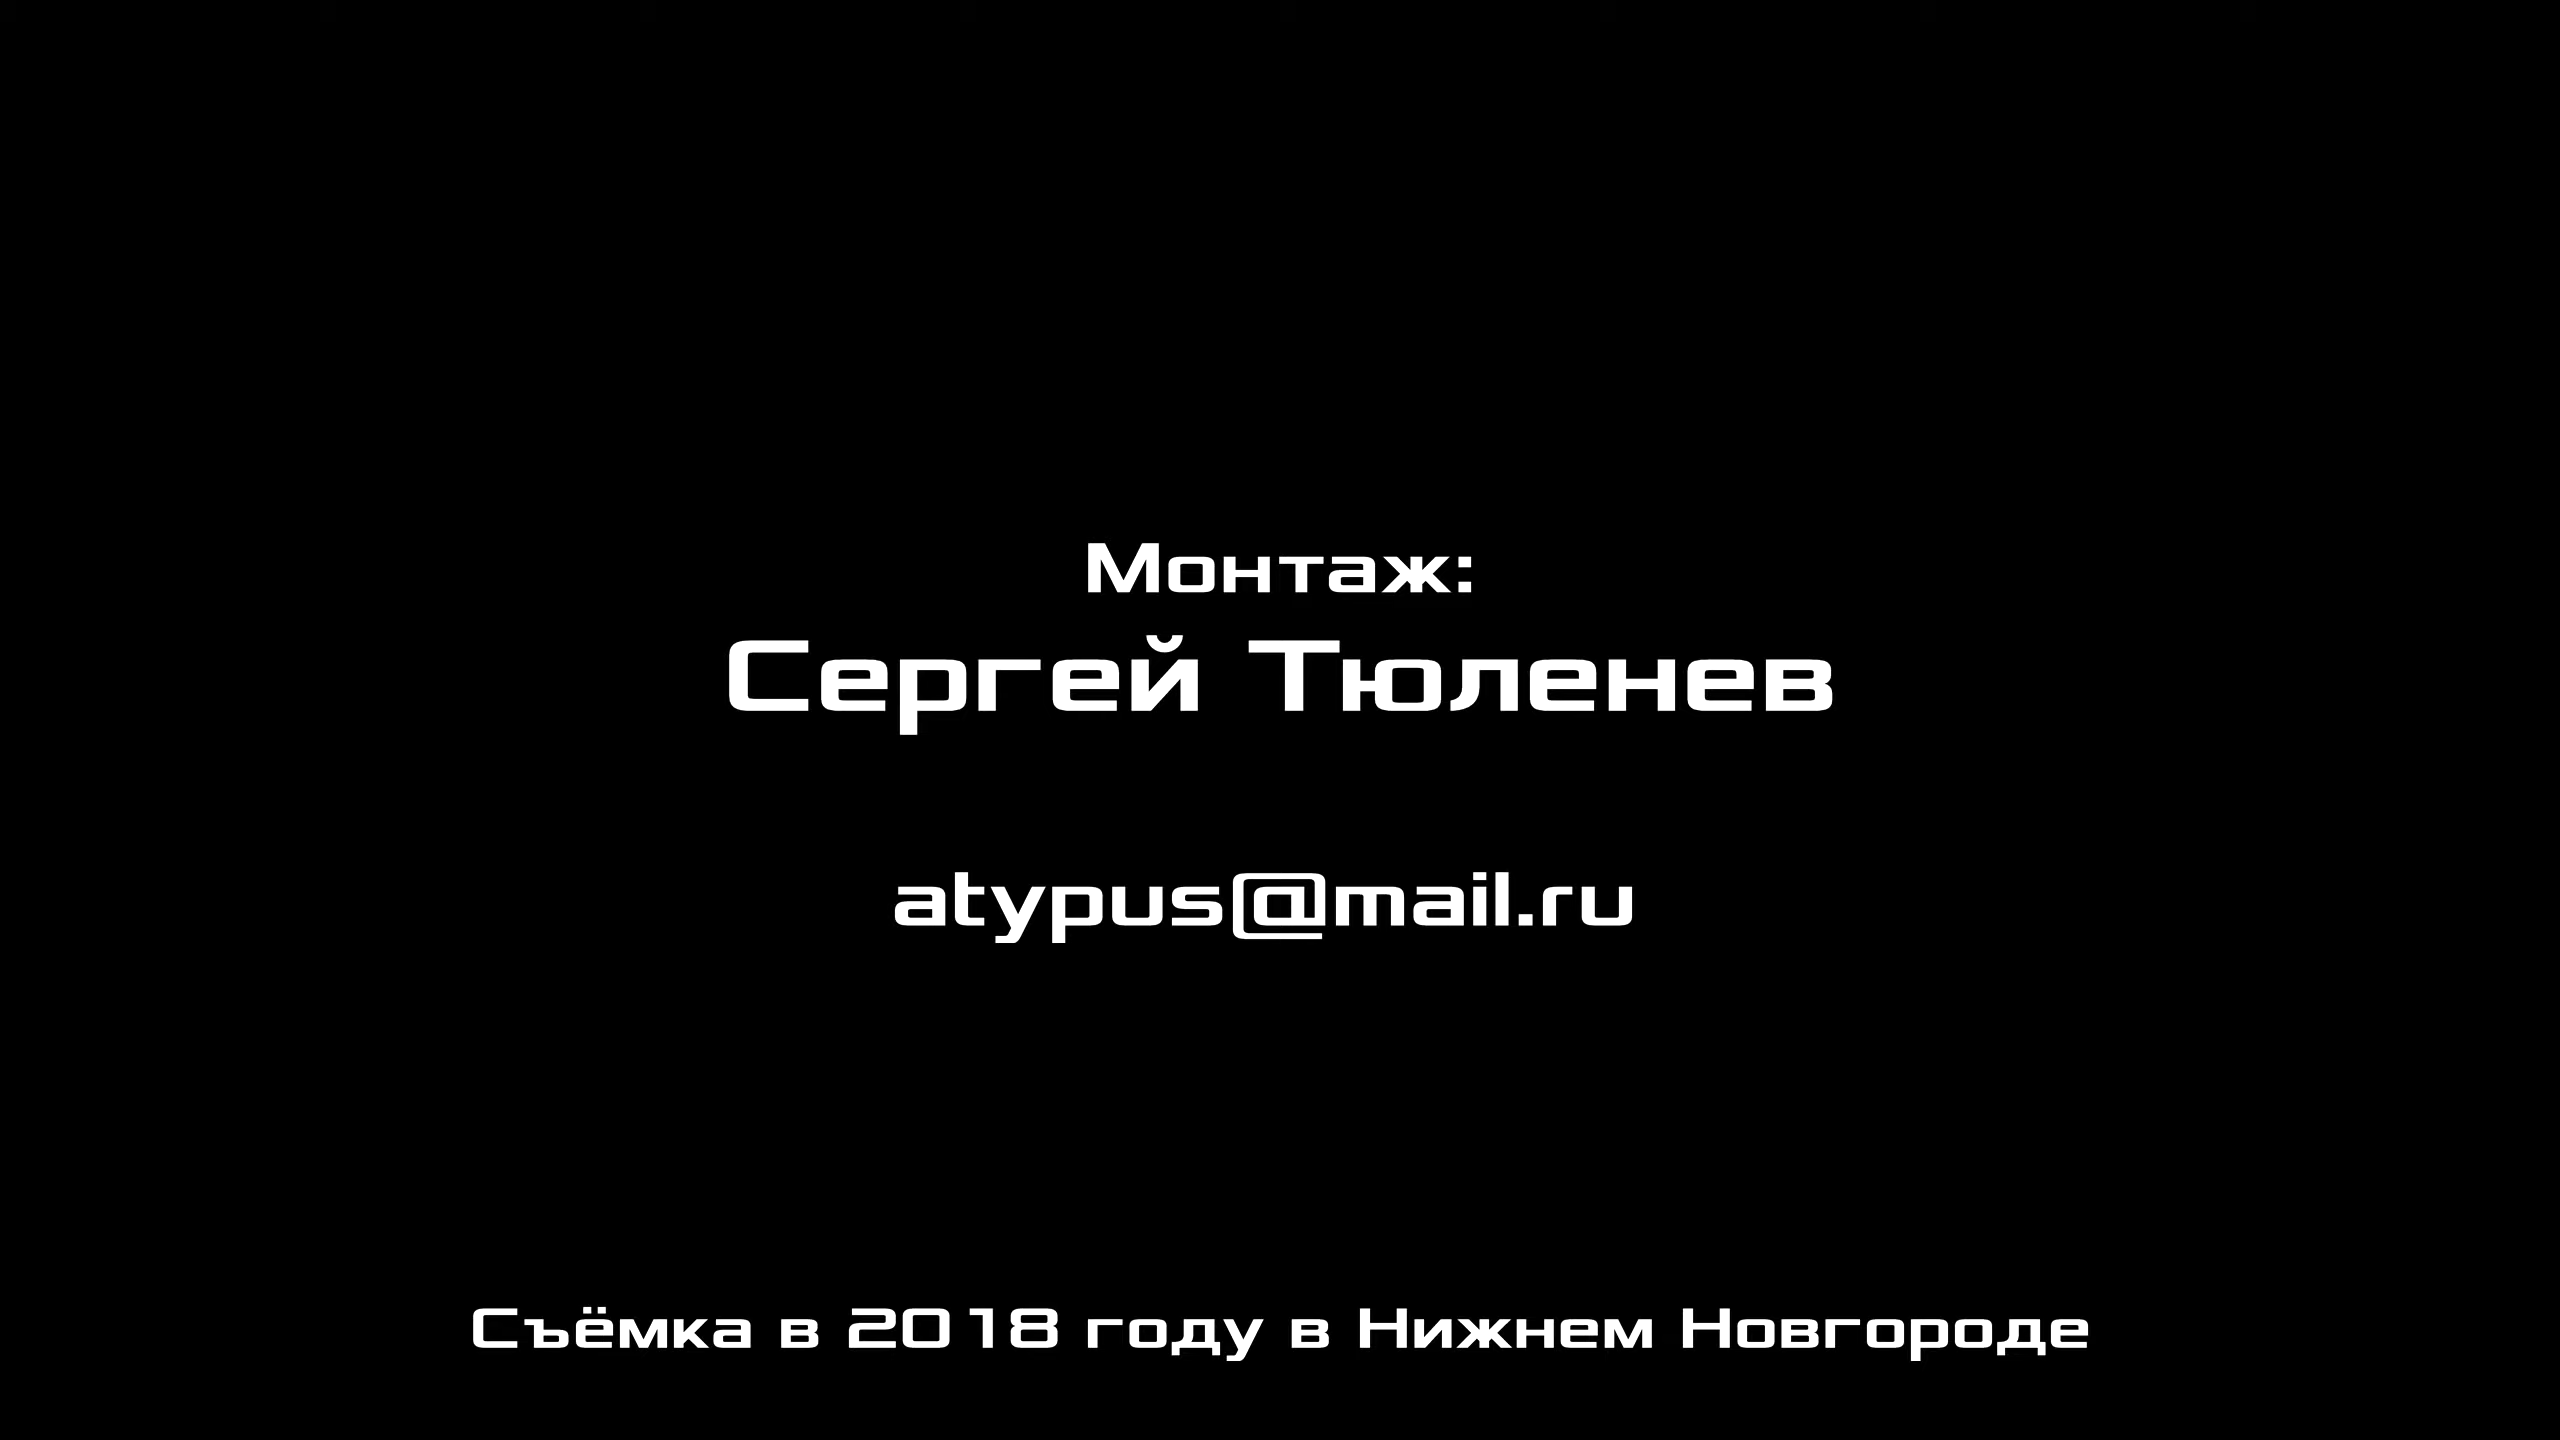 Монтаж:
Сергей Тюленев
atypus@mail.ru
Съёмка в 2018 году в Нижнем Новгороде